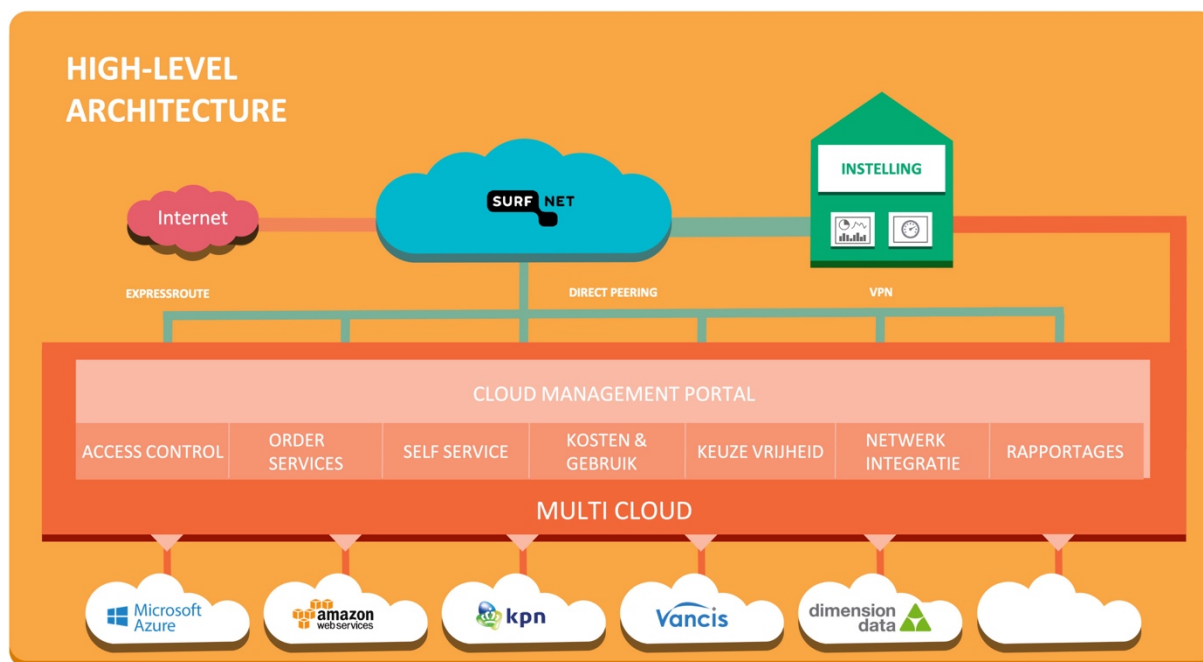 HIGH-LEVEL
ARCHITECTURE
Internet
SURF NET
INSTELLING
EXPRESSROUTE
DIRECT PEERING
VPN
CLOUD MANAGEMENT PORTAL
ACCESS CONTROL
ORDER
SERVICES
SELF SERVICE
KOSTEN &
GEBRUIK
KEUZE VRIJHEID
NETWERK
INTEGRATIE
RAPPORTAGES
MULTI CLOUD
Microsoft
Azure
amazon
web services
kpn
Vancis
dimension
data